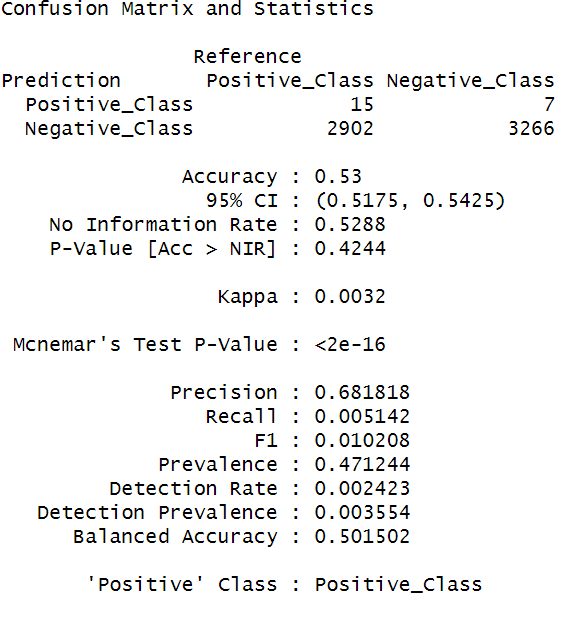 Confusion Matrix and Statistics
Reference
Prediction Positive_Class Negative_Class
Positive_Class 15 7
Negative_Class 2902 3266
Accuracy : 0.53
95% CI : (0.5175, 0.5425)
No Information Rate : 0.5288
P-Value [Acc > NIR] : 0.4244
Kappa : 0.0032
Mcnemar's Test P-Value : <2e-16
Precision : 0.681818
Recall : 0.005142
F1 : 0.010208
Prevalence : 0.471244
Detection Rate : 0.002423
Detection Prevalence : 0.003554
Balanced Accuracy : 0.501502
'Positive' Class : Positive_Class